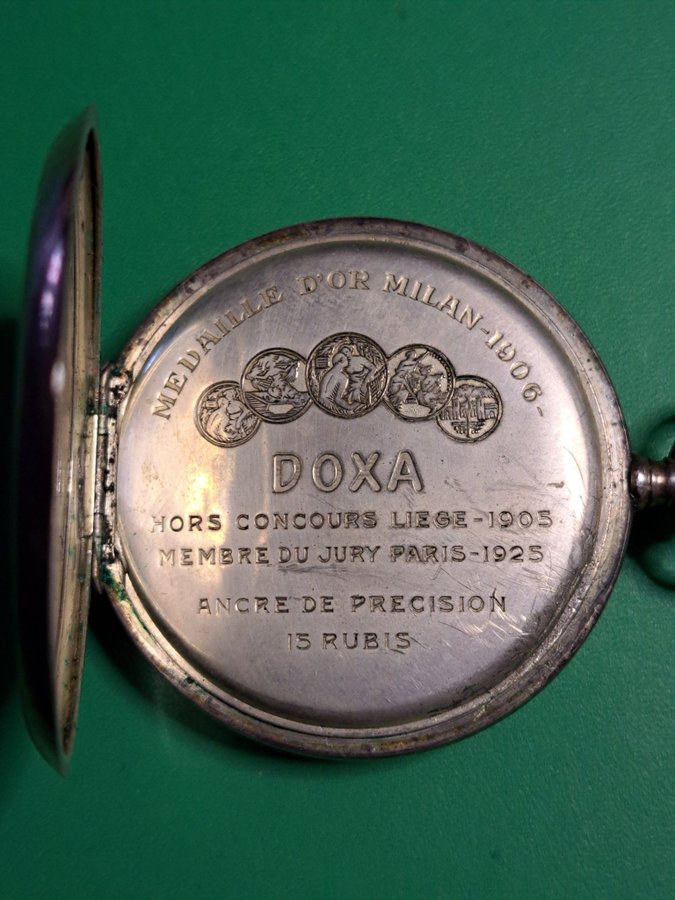 MEDAILLE D'OR MILAN-1906-
DOXA
HORS CONCOURS LIEGE-1905
MEMBRE DU JURY PARIS-1925
ANCRE DE PRECISION
15 RUBIS